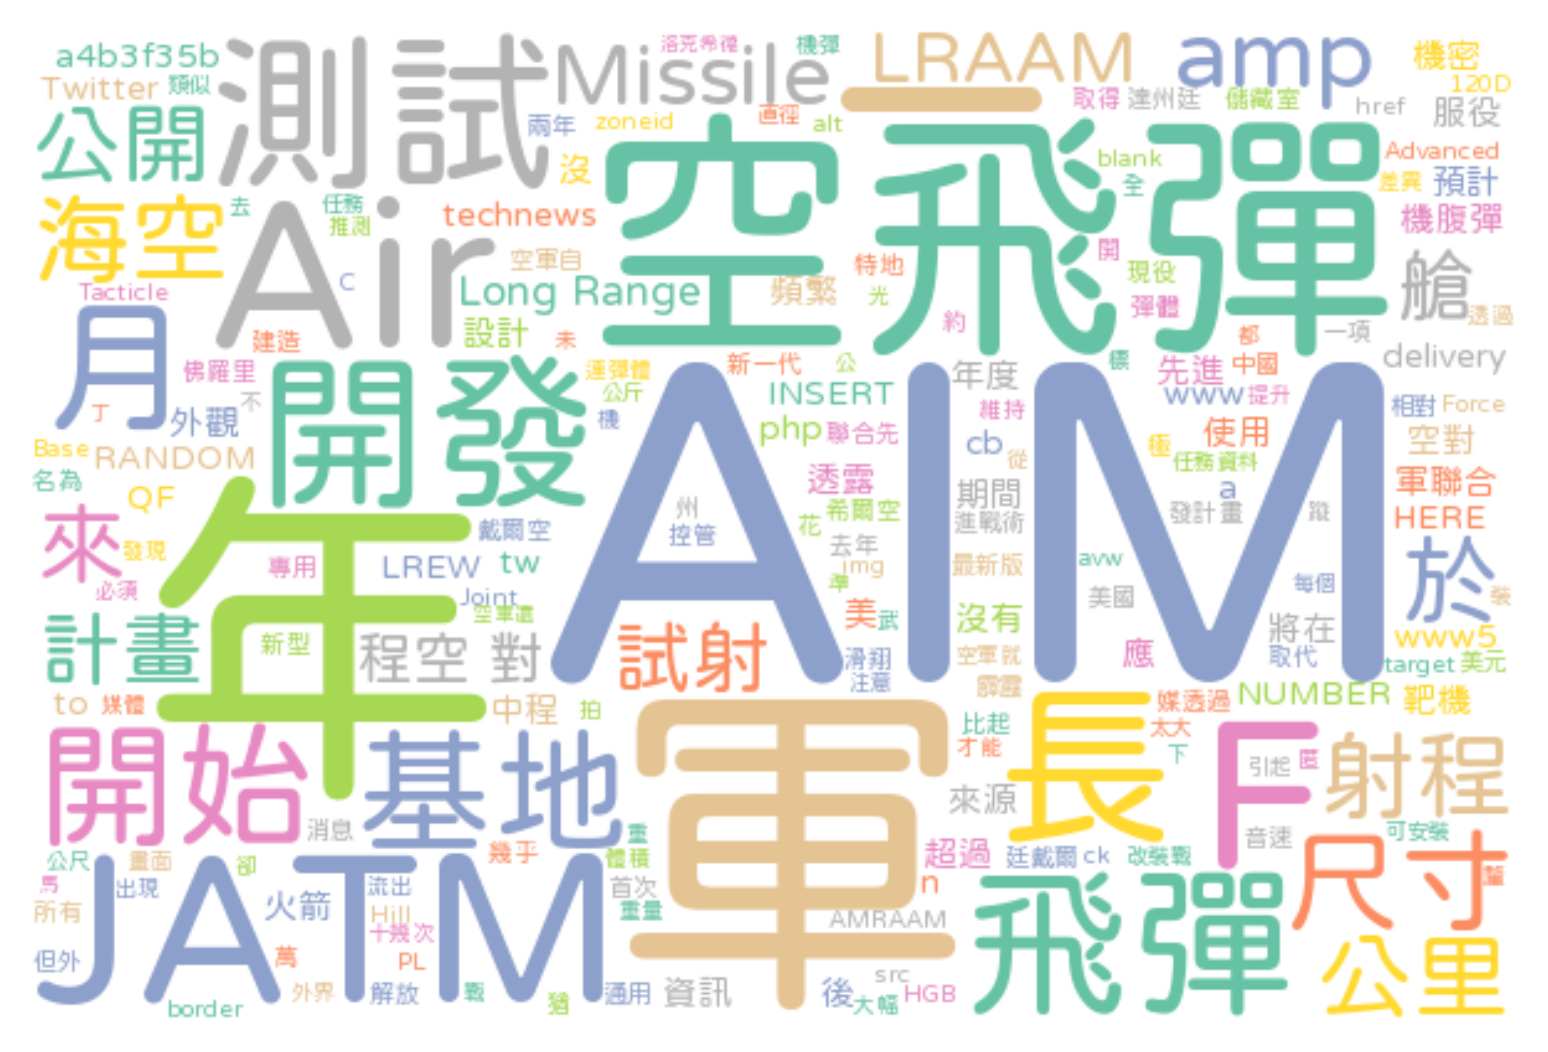 a4b3f35b
測試
Missile
洛克希德
機彈
LRAAM
amp
機密
120D
Twitter
類似
公開
兩年
zoneid
直徑
alt
一
取得
達州廷
儲藏室
href
服役
沒
空飛彈
blank
全
Advanced
差異
預計
海空
去
任務
推測
technews
Air
空軍自
特地
開
現役
機腹彈
Tacticle
C
Long Range
頻繁
光
彈體
艙
透過
月
建造
設計
未
約
都
一項
佛羅里
不
開發
連彈體
公斤
機
新一代
公
年度
標
先進
中國
delivery
丁
外觀
AIM
INSERT
維持
www
提升
相對
Force
Base
RANDOM
php
聯合先
cb
從
極
使用
空對
名為
QF
透露
任務資料
軍聯合
來
發現
年
戴爾空
州
控管
花
希爾空
期間
進戰術
a
發計畫
蹤
HERE
必須
專用
LREW
tw
去年
img
準
最新版
avw
美國
每個
於
裝
Joint
空軍還
計畫
新型
程空 對
試射
美
武
沒有
應
將在
取代
www5
滑翔
注意
空軍就
霹靂
target
美元
to
媒體
中程
拍
軍
長
媒透過
NUMBER
靶機
開始
基地
比起
才能
太大
下
F
引起
匿
射程
消息
來源
音速
可安裝
公尺
畫面
卻
幾乎
重
體積
超過
廷戴爾
ck
改裝戰
尺寸
馬
出現
JATM
火箭
流出
首次
n
所有
Hill
重量
AMRAAM
飛彈
十幾次
但外
萬
PL
公里
border
外界
解放
戰
猶
通用
資訊
後
src
大幅
HGB